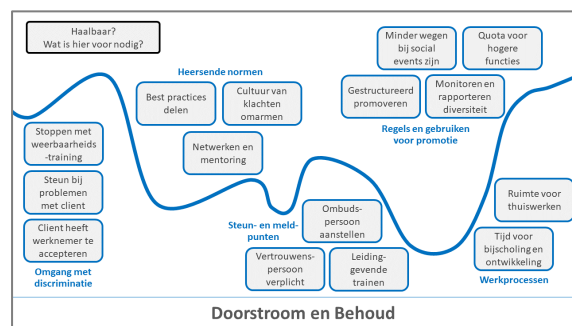 Haalbaar?
Wat is hier voor nodig?
Heersende normen
Best practices
delen
Cultuur van
klachten
omarmen
Netwerken en
mentoring
Minder wegen
bij social
events zijn
Quota voor
hogere
functies
Gestructureerd
promoveren
Monitoren en
rapporteren
diversiteit
Regels en gebruiken
voor promotie
Stoppen met
weerbaarheids
-training
Steun bij
problemen
met client
Client heeft
werknemer te
accepteren
Omgang met
discriminatie
Steun- en meld-
punten
Ombuds-
persoon
aanstellen
Vertrouwens-
persoon
verplicht
Leiding-
gevende
trainen
Ruimte voor
thuiswerken
Tijd voor
bijscholing en
ontwikkeling
Werkprocessen
Doorstroom en Behoud